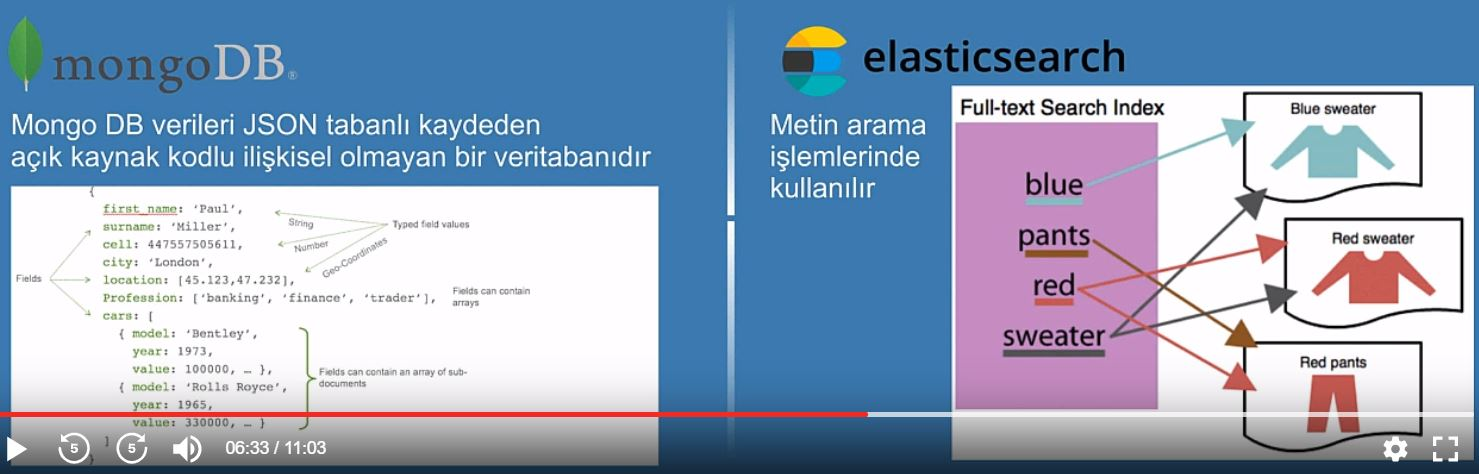 mongoDB®
Mongo DB verileri JSON tabanlı kaydeden
açık kaynak kodlu ilişkisel olmayan bir veritabanıdır
{
first_name: ‘Paul’,
surname: ‘Miller’,
cell: 447557505611,
city: ‘London’,
location: [45.123,47.232],
Profession: [‘banking’, ‘finance’, ‘trader’],
cars: [
{ model: ‘Bentley’,
year: 1973,
value: 100000, … },
{ model: ‘Rolls Royce’,
year: 1965,
value: 330000, … }
]
}
Fields
String
Number
Geo-Coordinates
Typed field values
Fields can contain
arrays
Fields can contain an array of sub-
documents
elasticsearch
Metin arama
işlemlerinde
kullanılır
Full-text Search Index
blue
pants
red
sweater
Blue sweater
Red sweater
Red pants
5
5
06:33 / 11:03